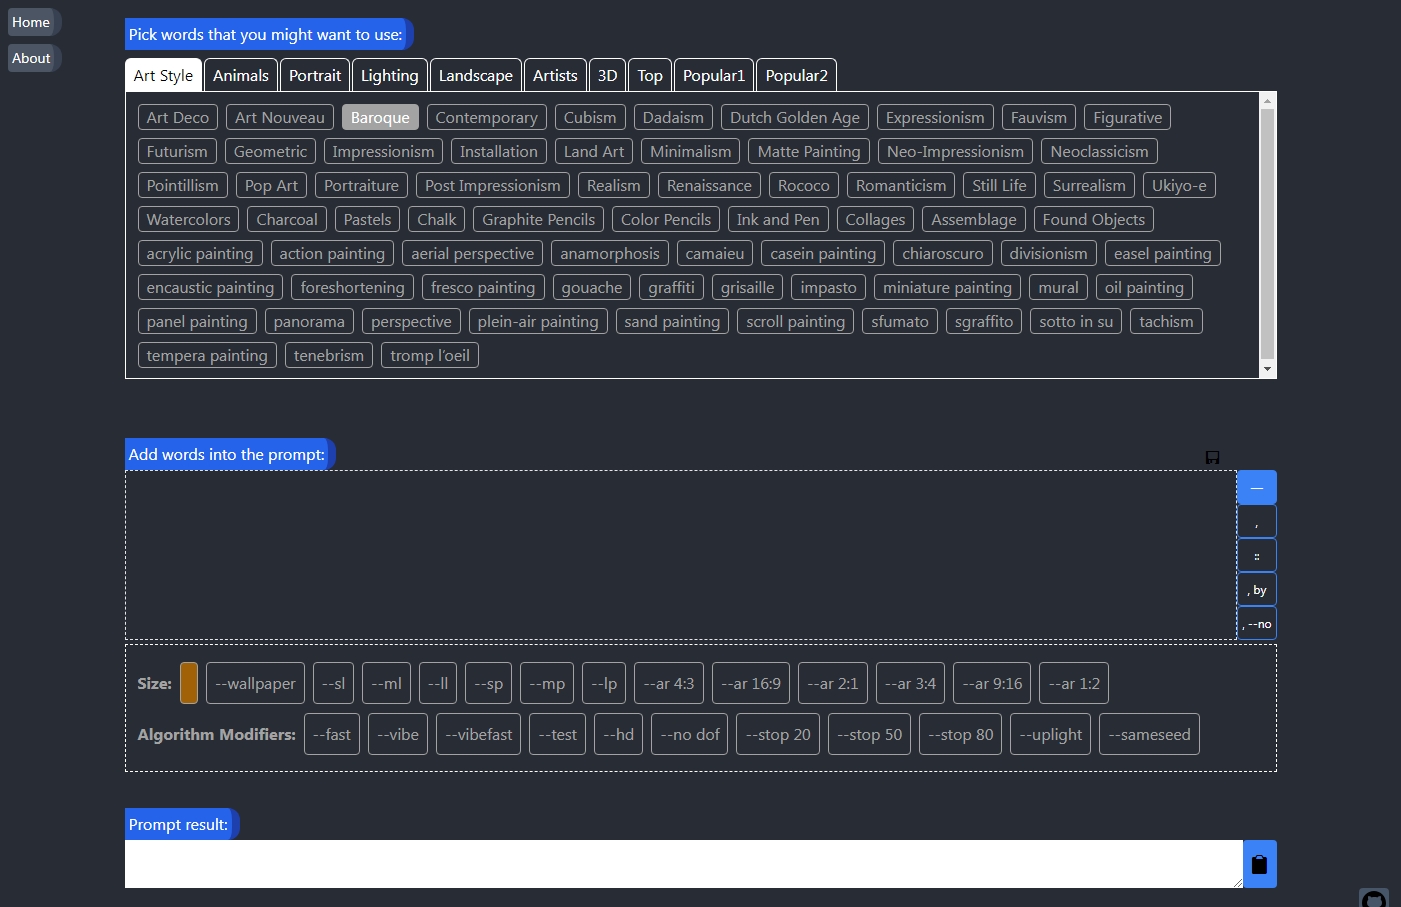 Home
About
Pick words that you might want to use:
Art Style Animals Portrait Lighting Landscape Artists 3D Top Popular1 Popular2
Art Deco Art Nouveau Baroque Contemporary Cubism Dadaism Dutch Golden Age Expressionism Fauvism Figurative
Futurism Geometric Impressionism Installation Land Art Minimalism Matte Painting Neo-Impressionism Neoclassicism
Pointillism Pop Art Portraiture Post Impressionism Realism Renaissance Rococo Romanticism Still Life Surrealism Ukiyo-e
Watercolors Charcoal Pastels Chalk Graphite Pencils Color Pencils Ink and Pen Collages Assemblage Found Objects
acrylic painting action painting aerial perspective anamorphosis camaieu casein painting chiaroscuro divisionism easel painting
encaustic painting foreshortening fresco painting gouache graffiti grisaille impasto miniature painting mural oil painting
panel painting panorama perspective plein-air painting sand painting scroll painting sfumato sgraffito sotto in su tachism
tempera painting tenebrism tromp l'oeil
Add words into the prompt:
—
,
::
, by
, --no
Size: --wallpaper --sl --ml --ll --sp --mp --lp --ar 4:3 --ar 16:9 --ar 2:1 --ar 3:4 --ar 9:16 --ar 1:2
Algorithm Modifiers: --fast --vibe --vibefast --test --hd --no dof --stop 20 --stop 50 --stop 80 --uplight --sameseed
Prompt result: